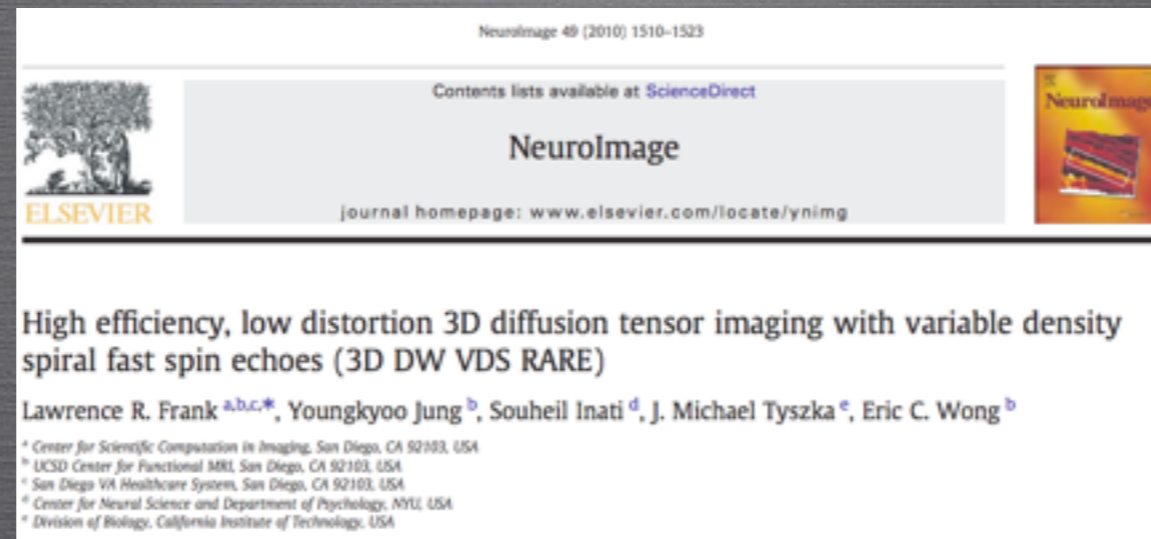 NeuroImage 49 (2010) 1510–1523
Contents lists available at ScienceDirect
NeuroImage
journal homepage: www.elsevier.com/locate/ynimg
ELSEVIER
NeuroImage
High efficiency, low distortion 3D diffusion tensor imaging with variable density
spiral fast spin echoes (3D DW VDS RARE)
Lawrence R. Frank a,b,c,*, Youngkyoo Jung b, Souheil Inati d, J. Michael Tyszka e, Eric C. Wong b
a Center for Scientific Computation in Imaging, San Diego, CA 92103, USA
b UCSD Center for Functional MRI, San Diego, CA 92103, USA
c San Diego VA Healthcare System, San Diego, CA 92103, USA
d Center for Neural Science and Department of Psychology, NYU, USA
e Division of Biology, California Institute of Technology, USA